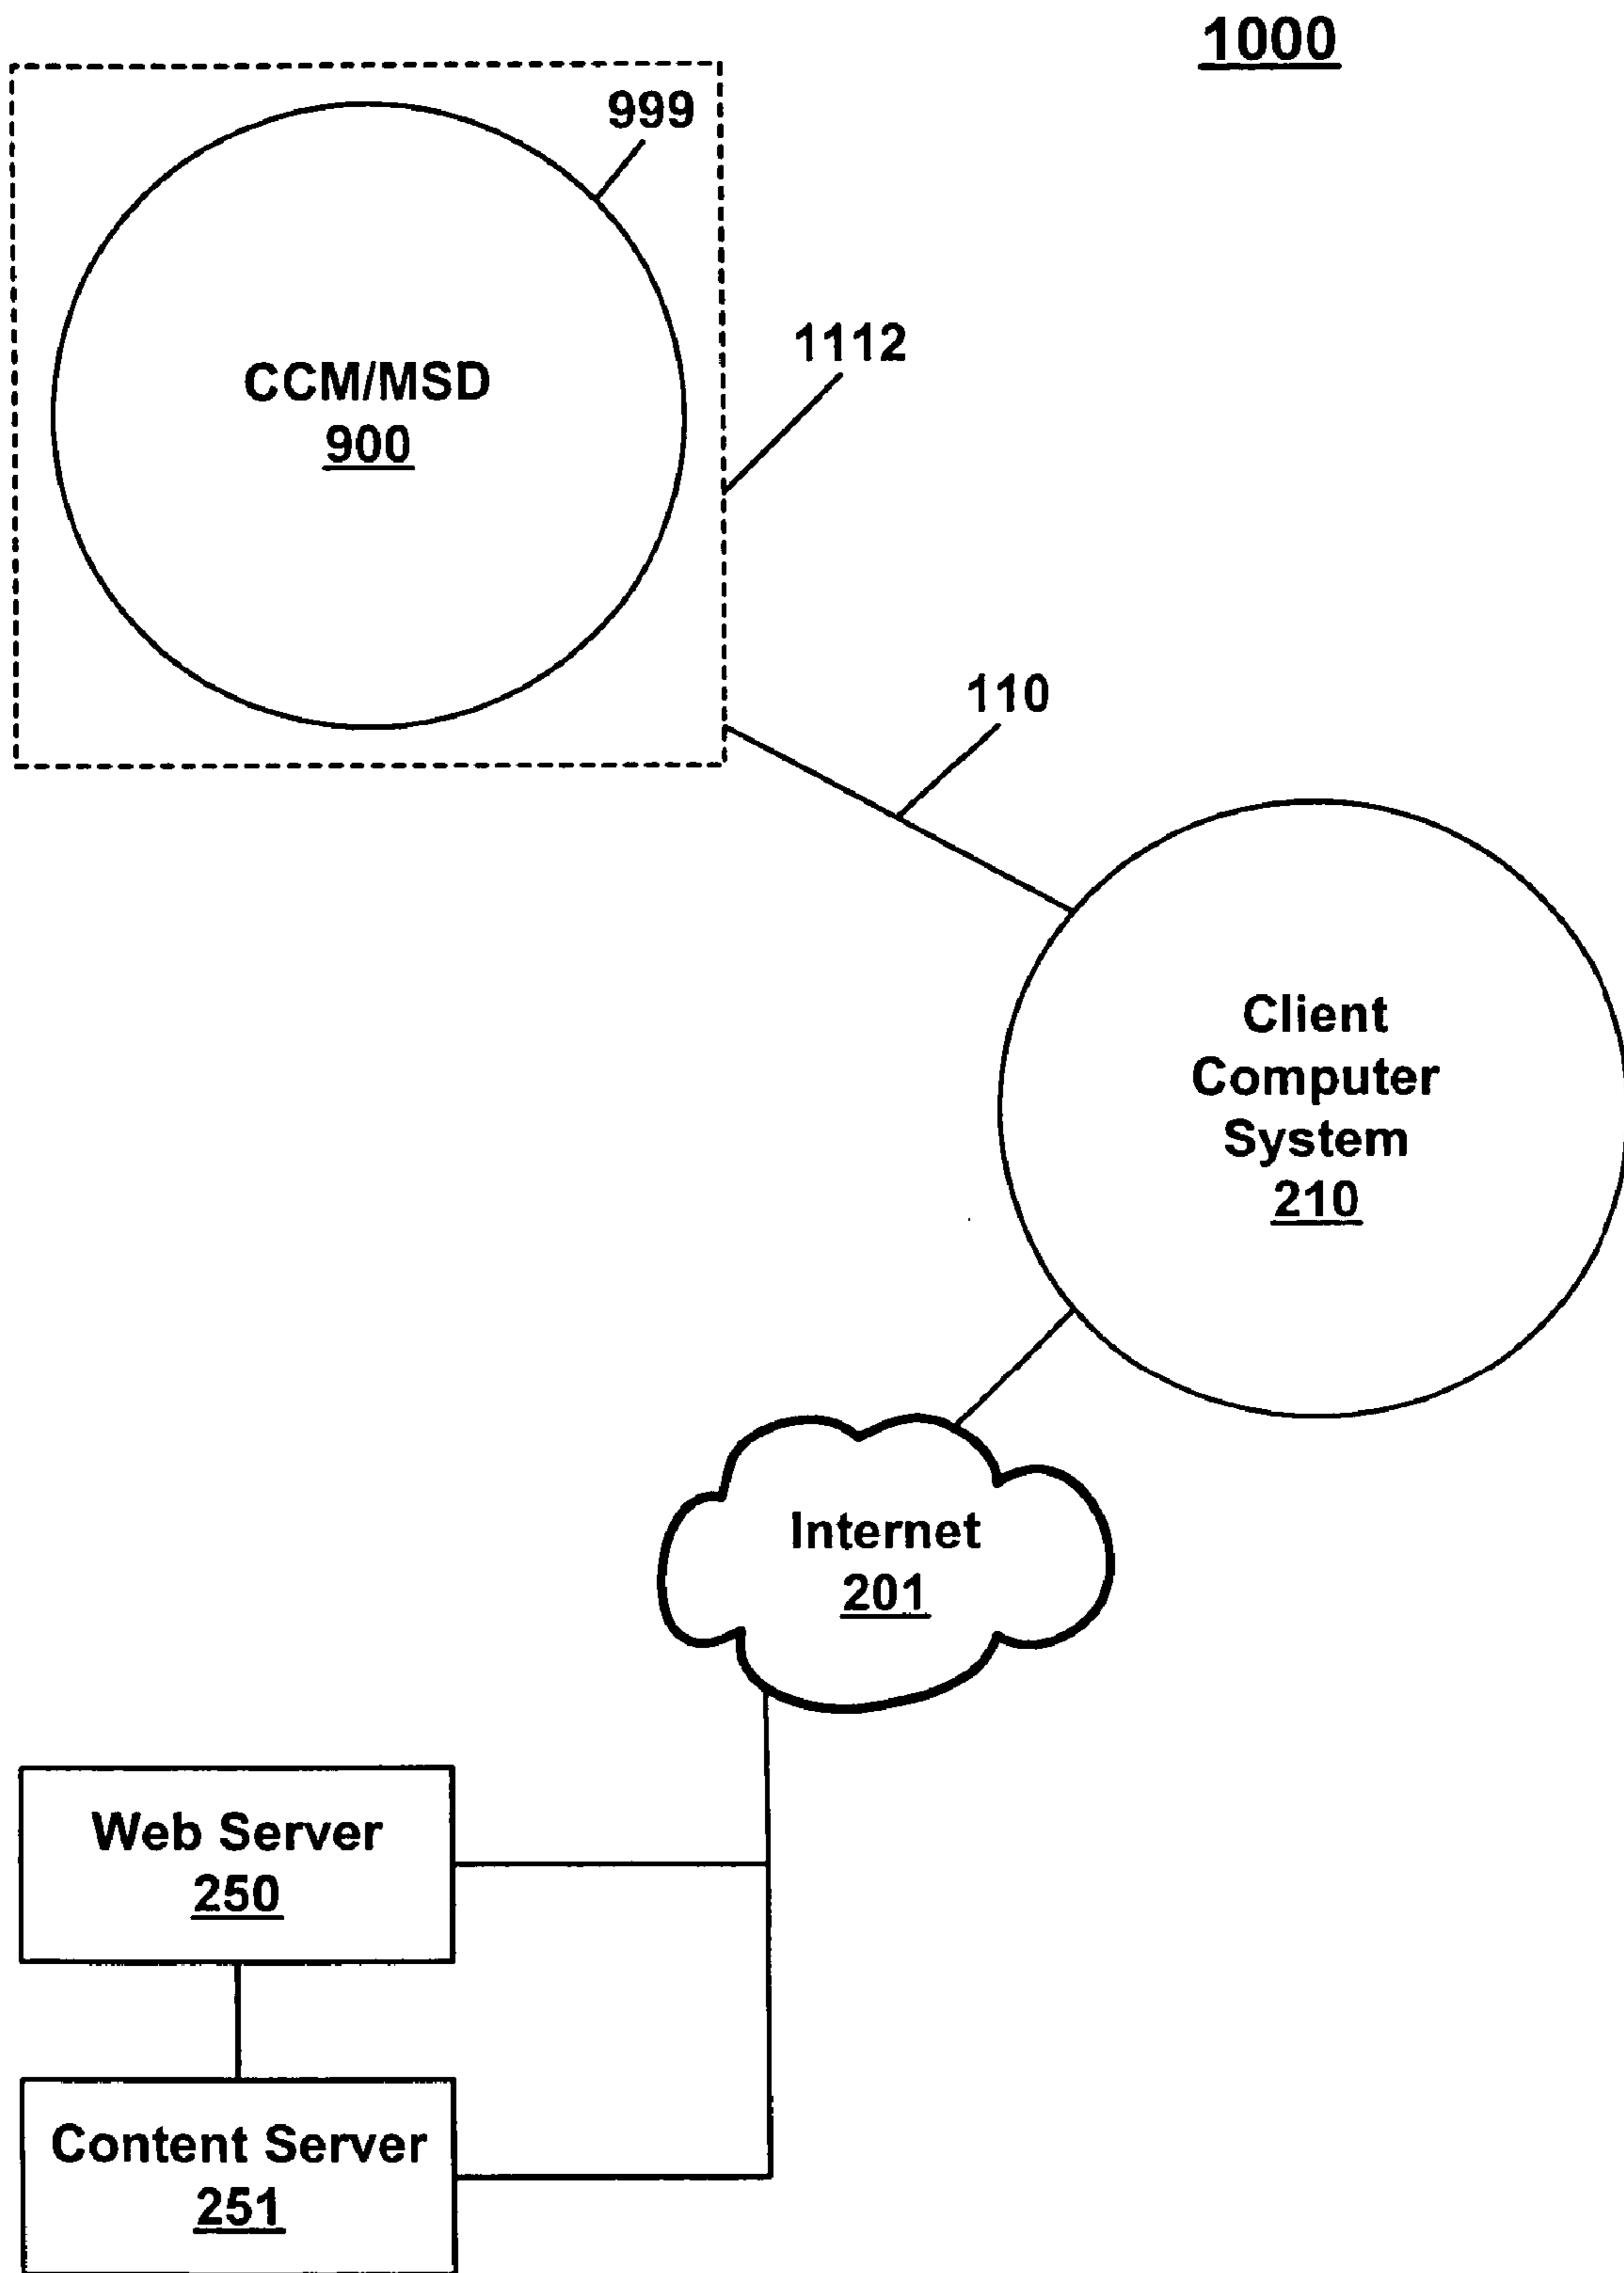 1000
999
CCM/MSD
900
1112
110
Client
Computer
System
210
Internet
201
Web Server
250
Content Server
251